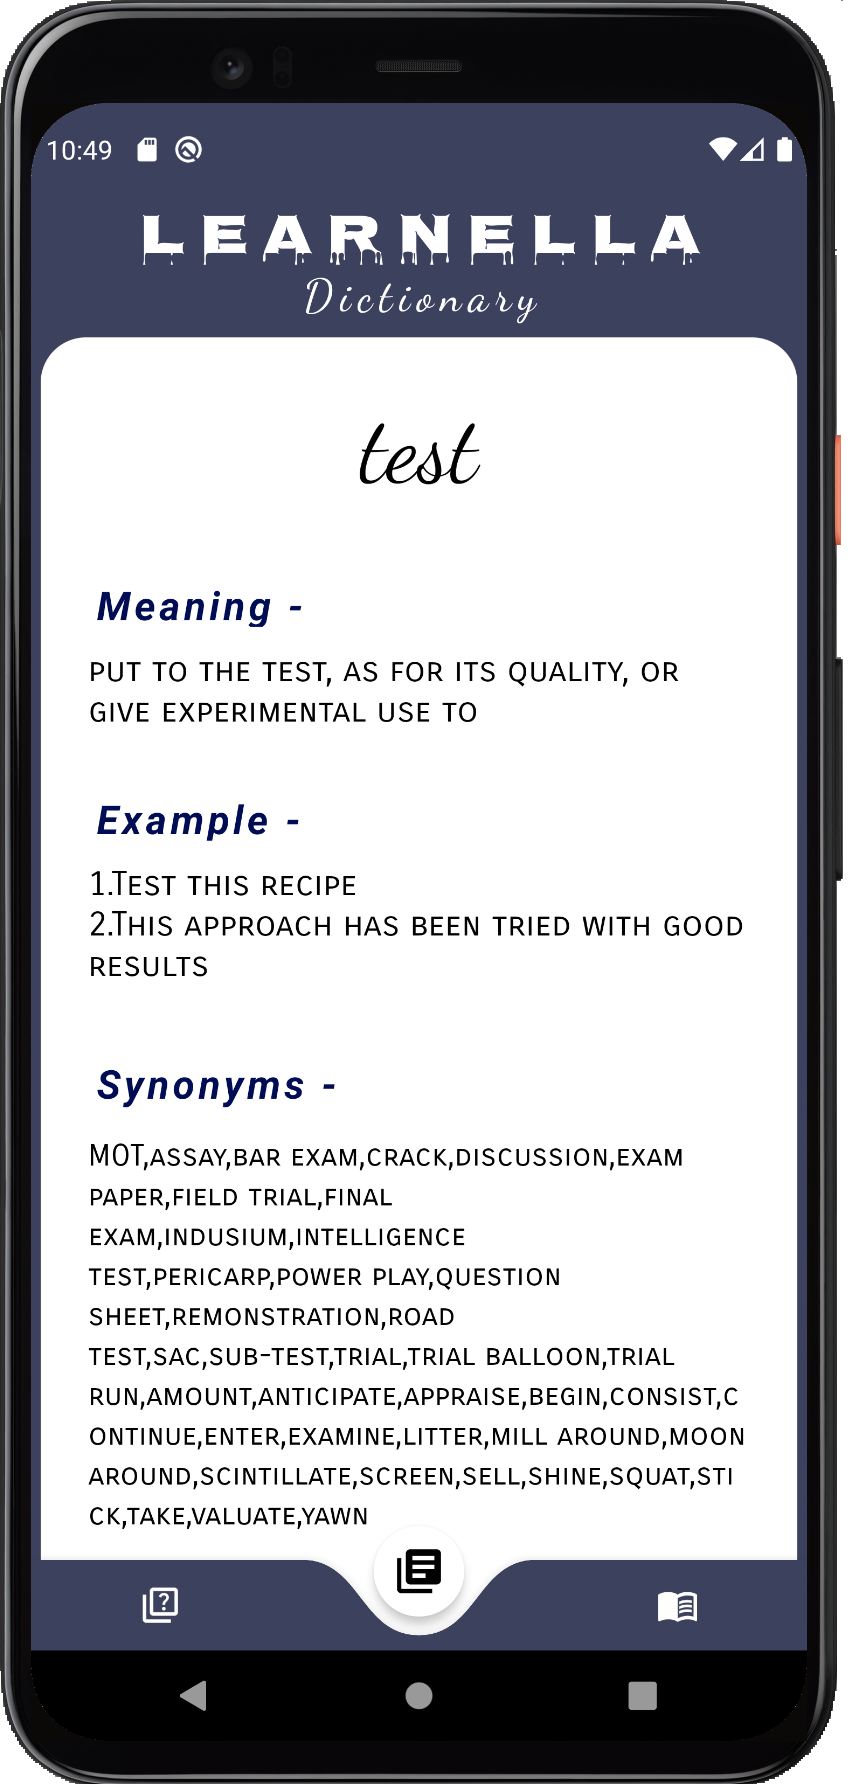 10:49
LEARNELLA
Dictionary
test
Meaning -
PUT TO THE TEST, AS FOR ITS QUALITY, OR
GIVE EXPERIMENTAL USE TO
Example -
1.TEST THIS RECIPE
2.THIS APPROACH HAS BEEN TRIED WITH GOOD
RESULTS
Synonyms -
MOT,ASSAY,BAR EXAM,CRACK,DISCUSSION,EXAM
PAPER,FIELD TRIAL,FINAL
EXAM,INDUSIUM,INTELLIGENCE
TEST,PERICARP,POWER PLAY,QUESTION
SHEET,REMONSTRATION,ROAD
TEST,SAC,SUB-TEST,TRIAL,TRIAL BALLOON,TRIAL
RUN,AMOUNT,ANTICIPATE,APPRAISE,BEGIN,CONSIST,C
ONTINUE,ENTER,EXAMINE,LITTER,MILL AROUND,MOON
AROUND,SCINTILLATE,SCREEN,SELL,SHINE,SQUAT,STI
CK,TAKE,VALUATE,YAWN